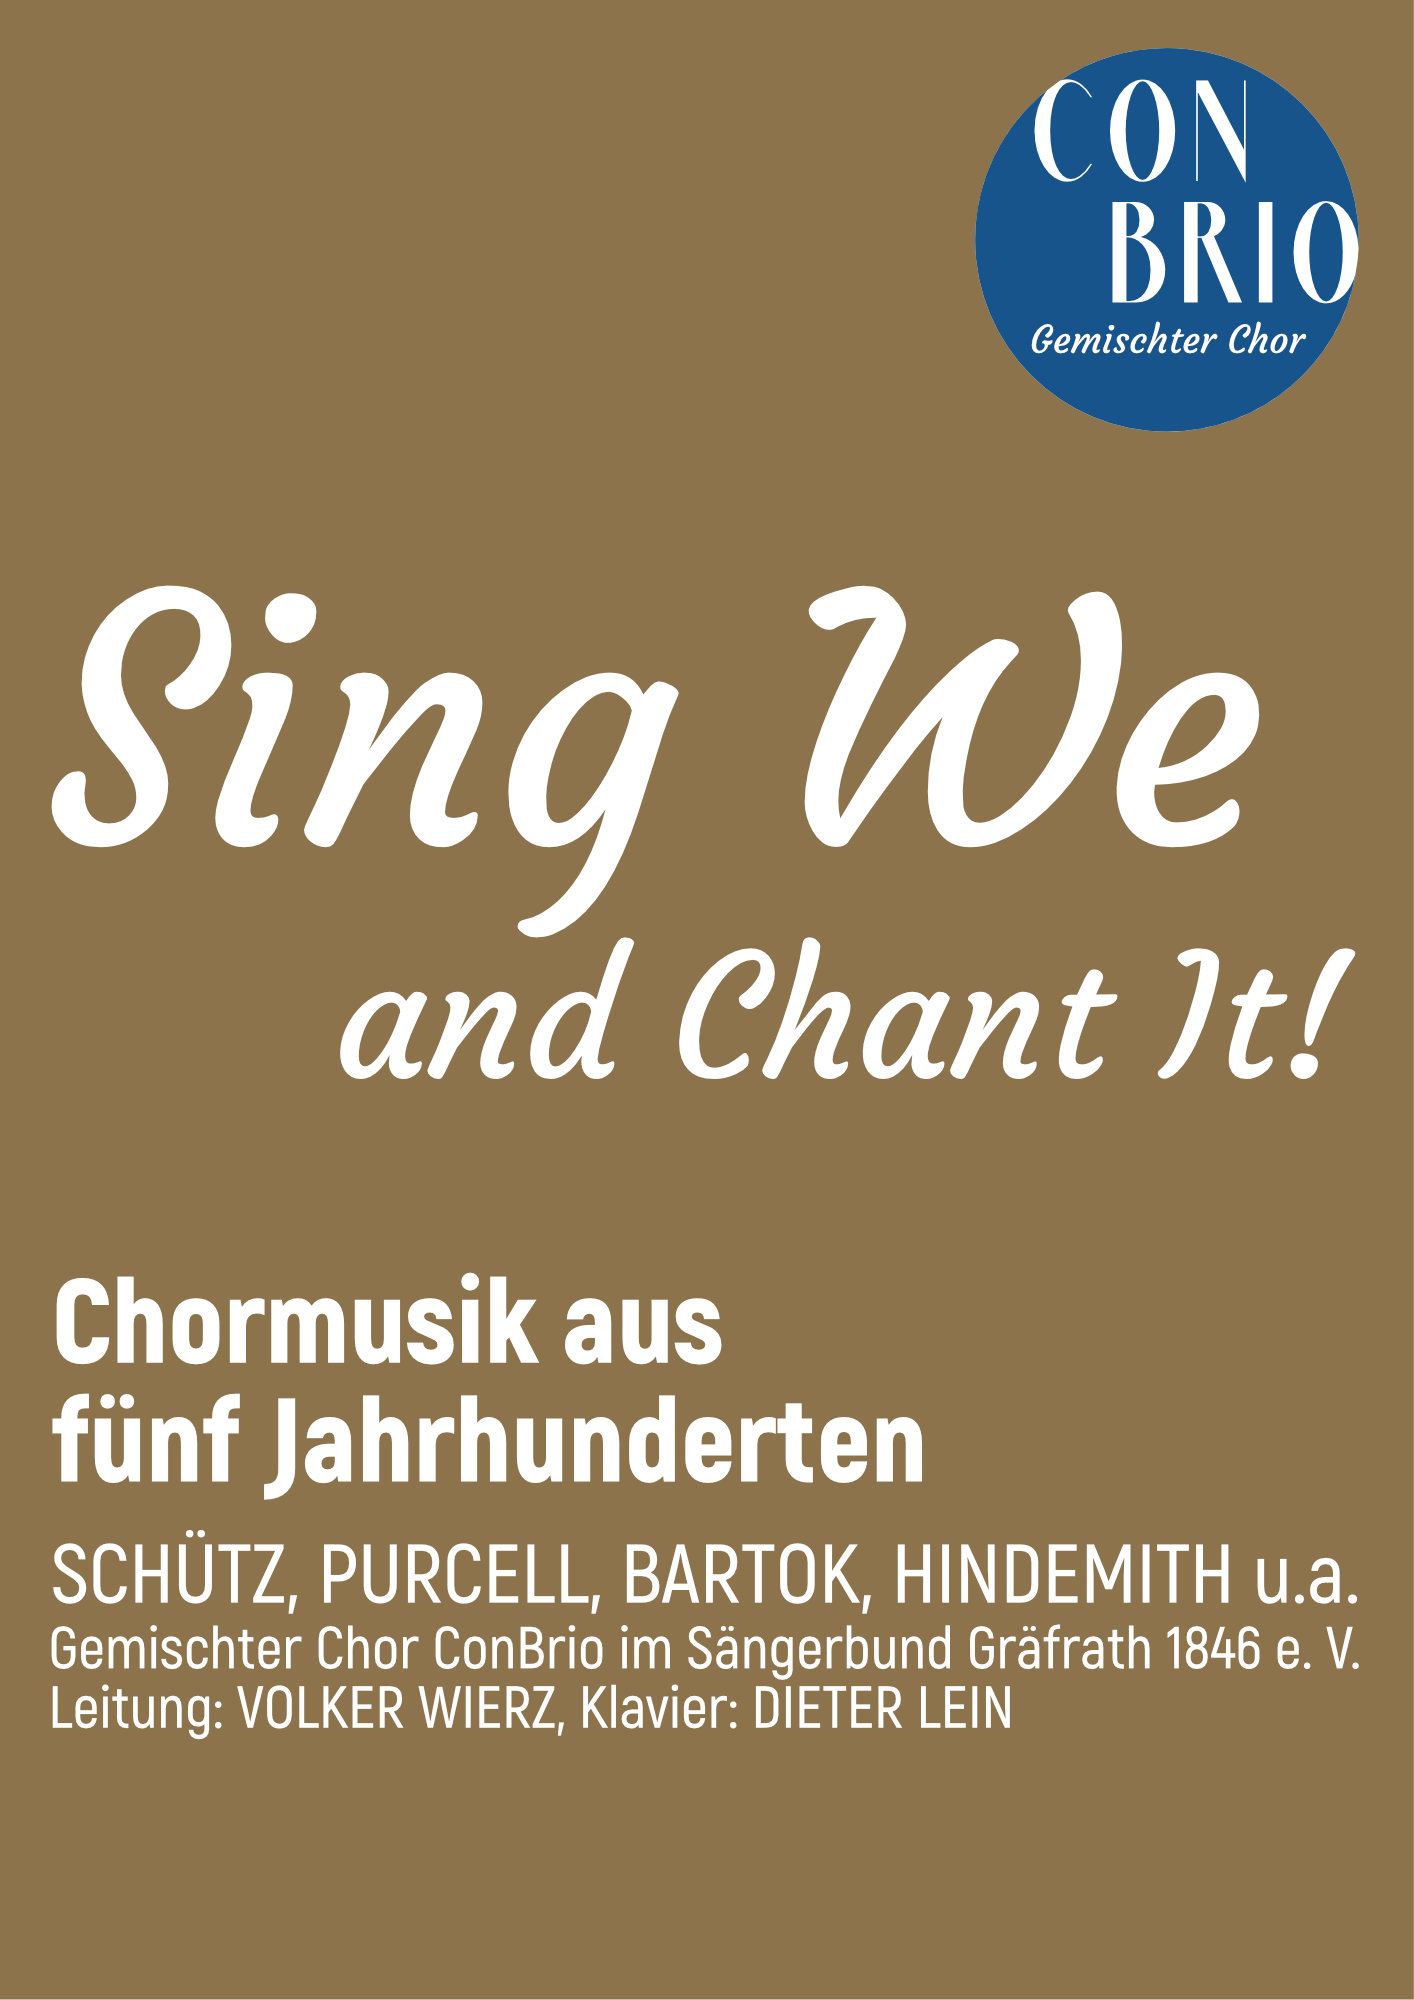 CON
BRIO
Gemischter Chor
Sing We
and Chant It!
Chormusik aus
fünf Jahrhunderten
SCHÜTZ, PURCELL, BARTOK, HINDEMITH u.a.
Gemischter Chor ConBrio im Sängerbund Gräfrath 1846 e. V.
Leitung: VOLKER WIERZ, Klavier: DIETER LEIN